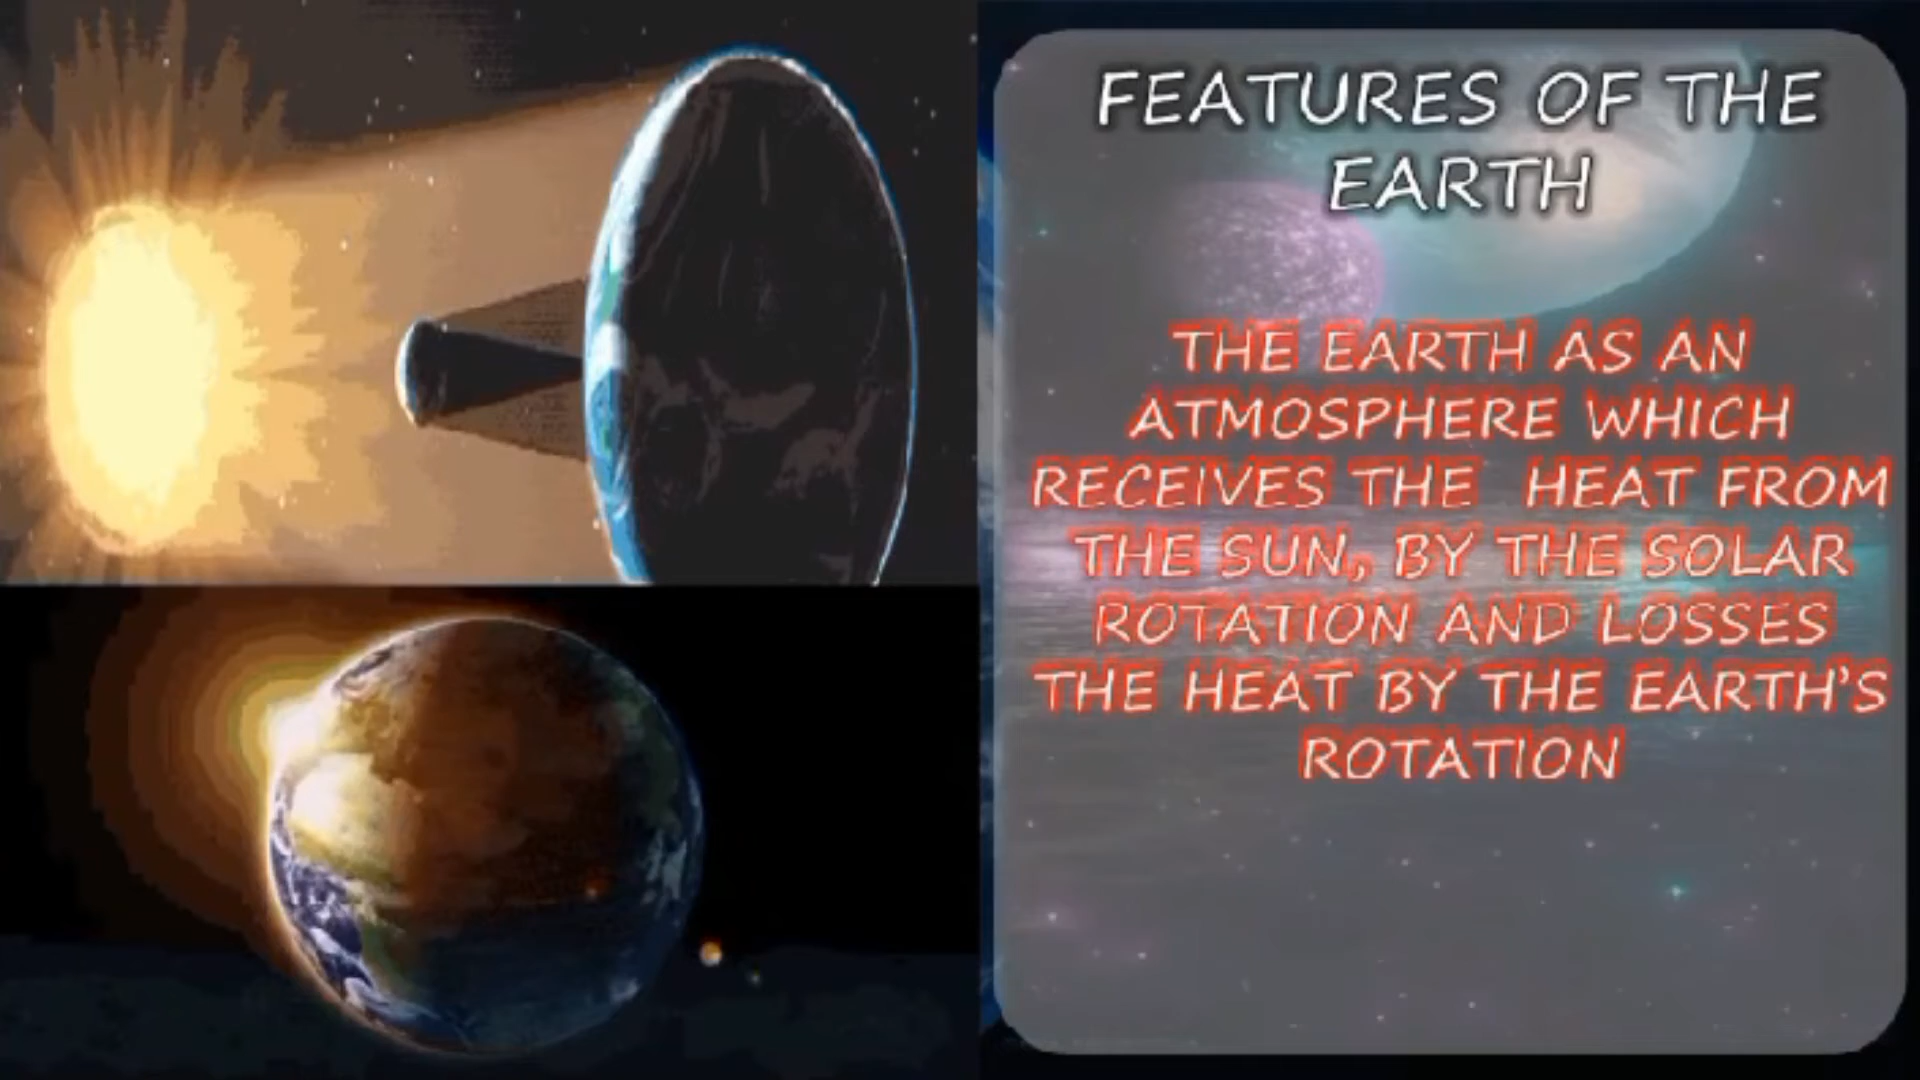 FEATURES OF THE
EARTH
THE EARTH AS AN
ATMOSPHERE WHICH
RECEIVES THE HEAT FROM
THE SUN, BY THE SOLAR
ROTATION AND LOSSES
THE HEAT BY THE EARTH'S
ROTATION